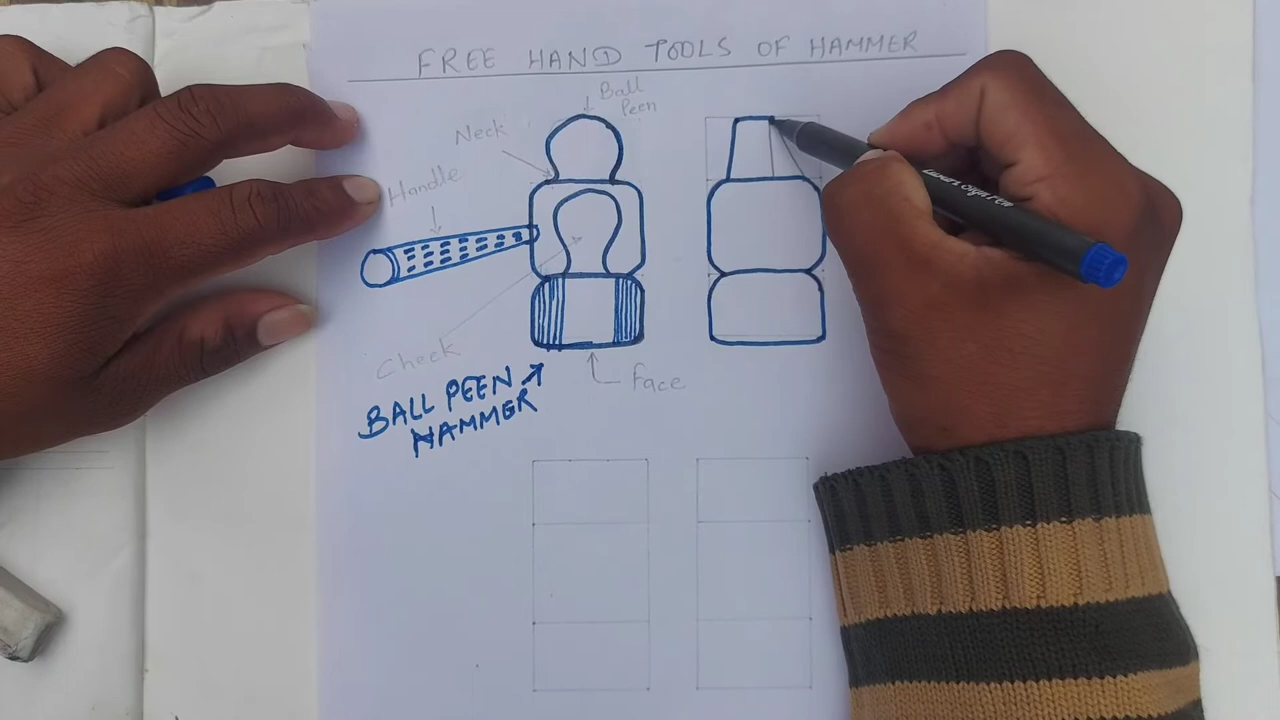 FREE HAND TOOLS OF HAMMER
Ball
Peen
Neck
Handle
Check
Face
BALL PEEN
HAMMER